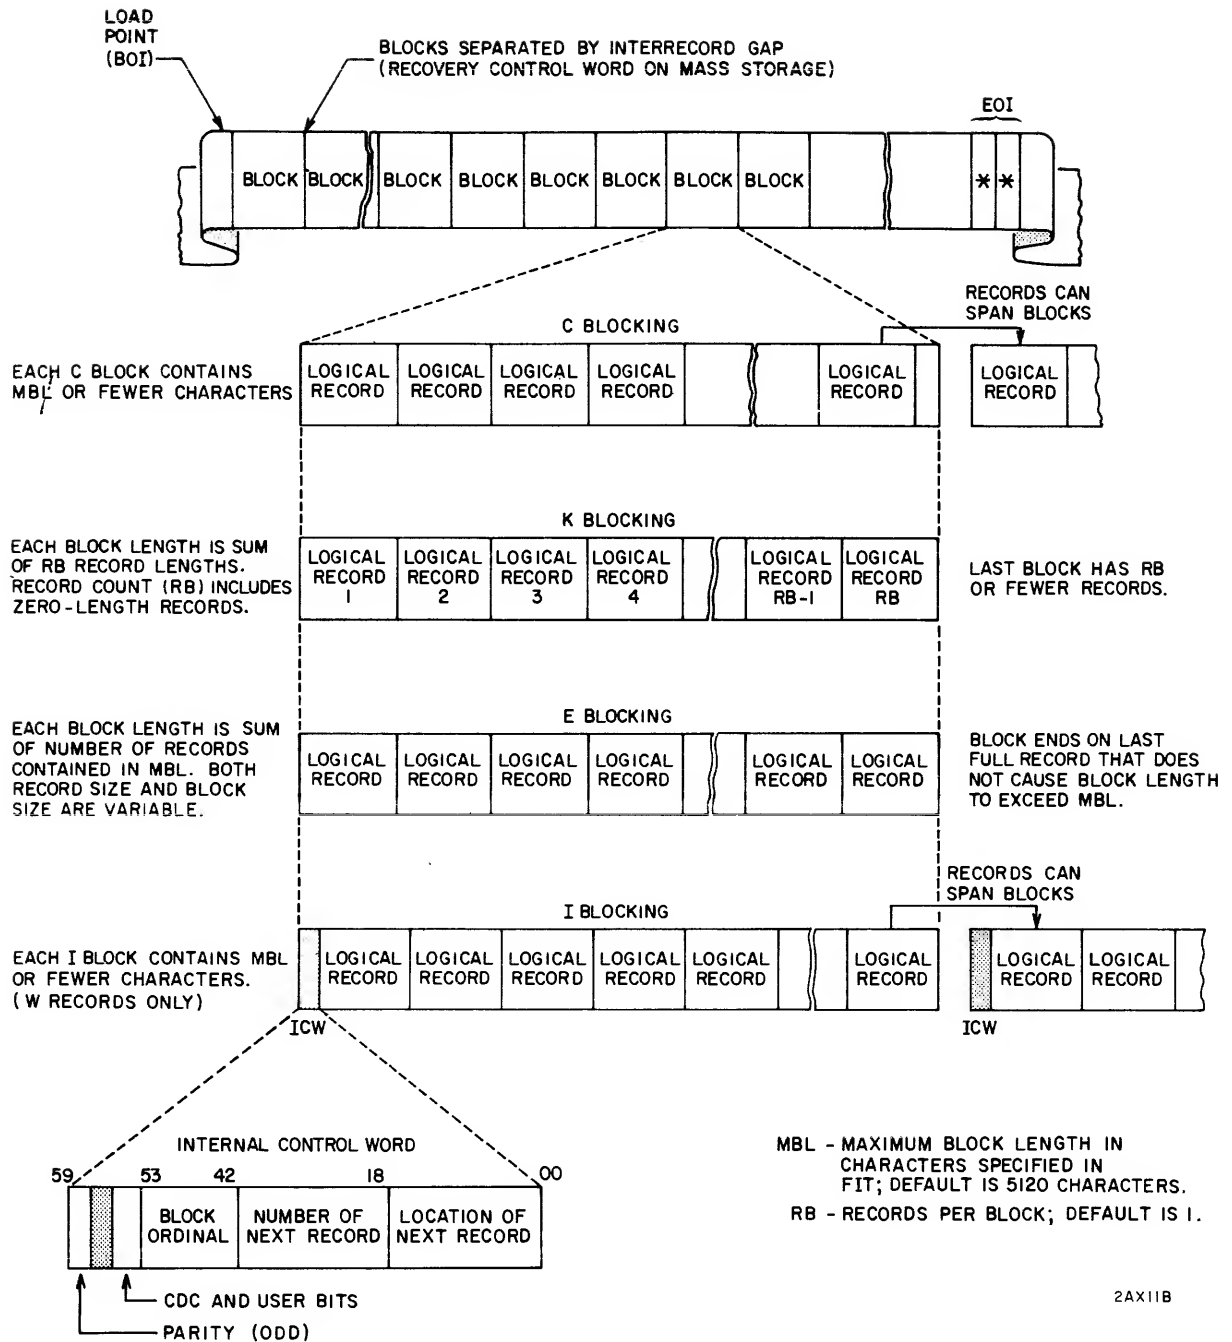 LOAD
POINT
(BOI)
BLOCKS SEPARATED BY INTERRECORD GAP
(RECOVERY CONTROL WORD ON MASS STORAGE)
EOI
BLOCK BLOCK BLOCK BLOCK BLOCK BLOCK BLOCK BLOCK * *
RECORDS CAN
SPAN BLOCKS
C BLOCKING
EACH C BLOCK CONTAINS
MBL OR FEWER CHARACTERS
LOGICAL LOGICAL LOGICAL LOGICAL LOGICAL LOGICAL
RECORD RECORD RECORD RECORD RECORD RECORD
K BLOCKING
EACH BLOCK LENGTH IS SUM
OF RB RECORD LENGTHS.
RECORD COUNT (RB) INCLUDES
ZERO-LENGTH RECORDS.
LOGICAL LOGICAL LOGICAL LOGICAL LOGICAL LOGICAL
RECORD RECORD RECORD RECORD RECORD RECORD
1 2 3 4 RB-1 RB
LAST BLOCK HAS RB
OR FEWER RECORDS.
E BLOCKING
EACH BLOCK LENGTH IS SUM
OF NUMBER OF RECORDS
CONTAINED IN MBL. BOTH
RECORD SIZE AND BLOCK
SIZE ARE VARIABLE.
LOGICAL LOGICAL LOGICAL LOGICAL LOGICAL LOGICAL
RECORD RECORD RECORD RECORD RECORD RECORD
BLOCK ENDS ON LAST
FULL RECORD THAT DOES
NOT CAUSE BLOCK LENGTH
TO EXCEED MBL.
RECORDS CAN
SPAN BLOCKS
I BLOCKING
EACH I BLOCK CONTAINS MBL
OR FEWER CHARACTERS.
(W RECORDS ONLY)
LOGICAL LOGICAL LOGICAL LOGICAL LOGICAL LOGICAL LOGICAL LOGICAL
RECORD RECORD RECORD RECORD RECORD RECORD RECORD RECORD
ICW ICW
INTERNAL CONTROL WORD
59 53 42 18 00
BLOCK NUMBER OF LOCATION OF
ORDINAL NEXT RECORD NEXT RECORD
CDC AND USER BITS
PARITY (ODD)
MBL - MAXIMUM BLOCK LENGTH IN
CHARACTERS SPECIFIED IN
FIT; DEFAULT IS 5120 CHARACTERS.
RB - RECORDS PER BLOCK; DEFAULT IS 1.
2AX11B